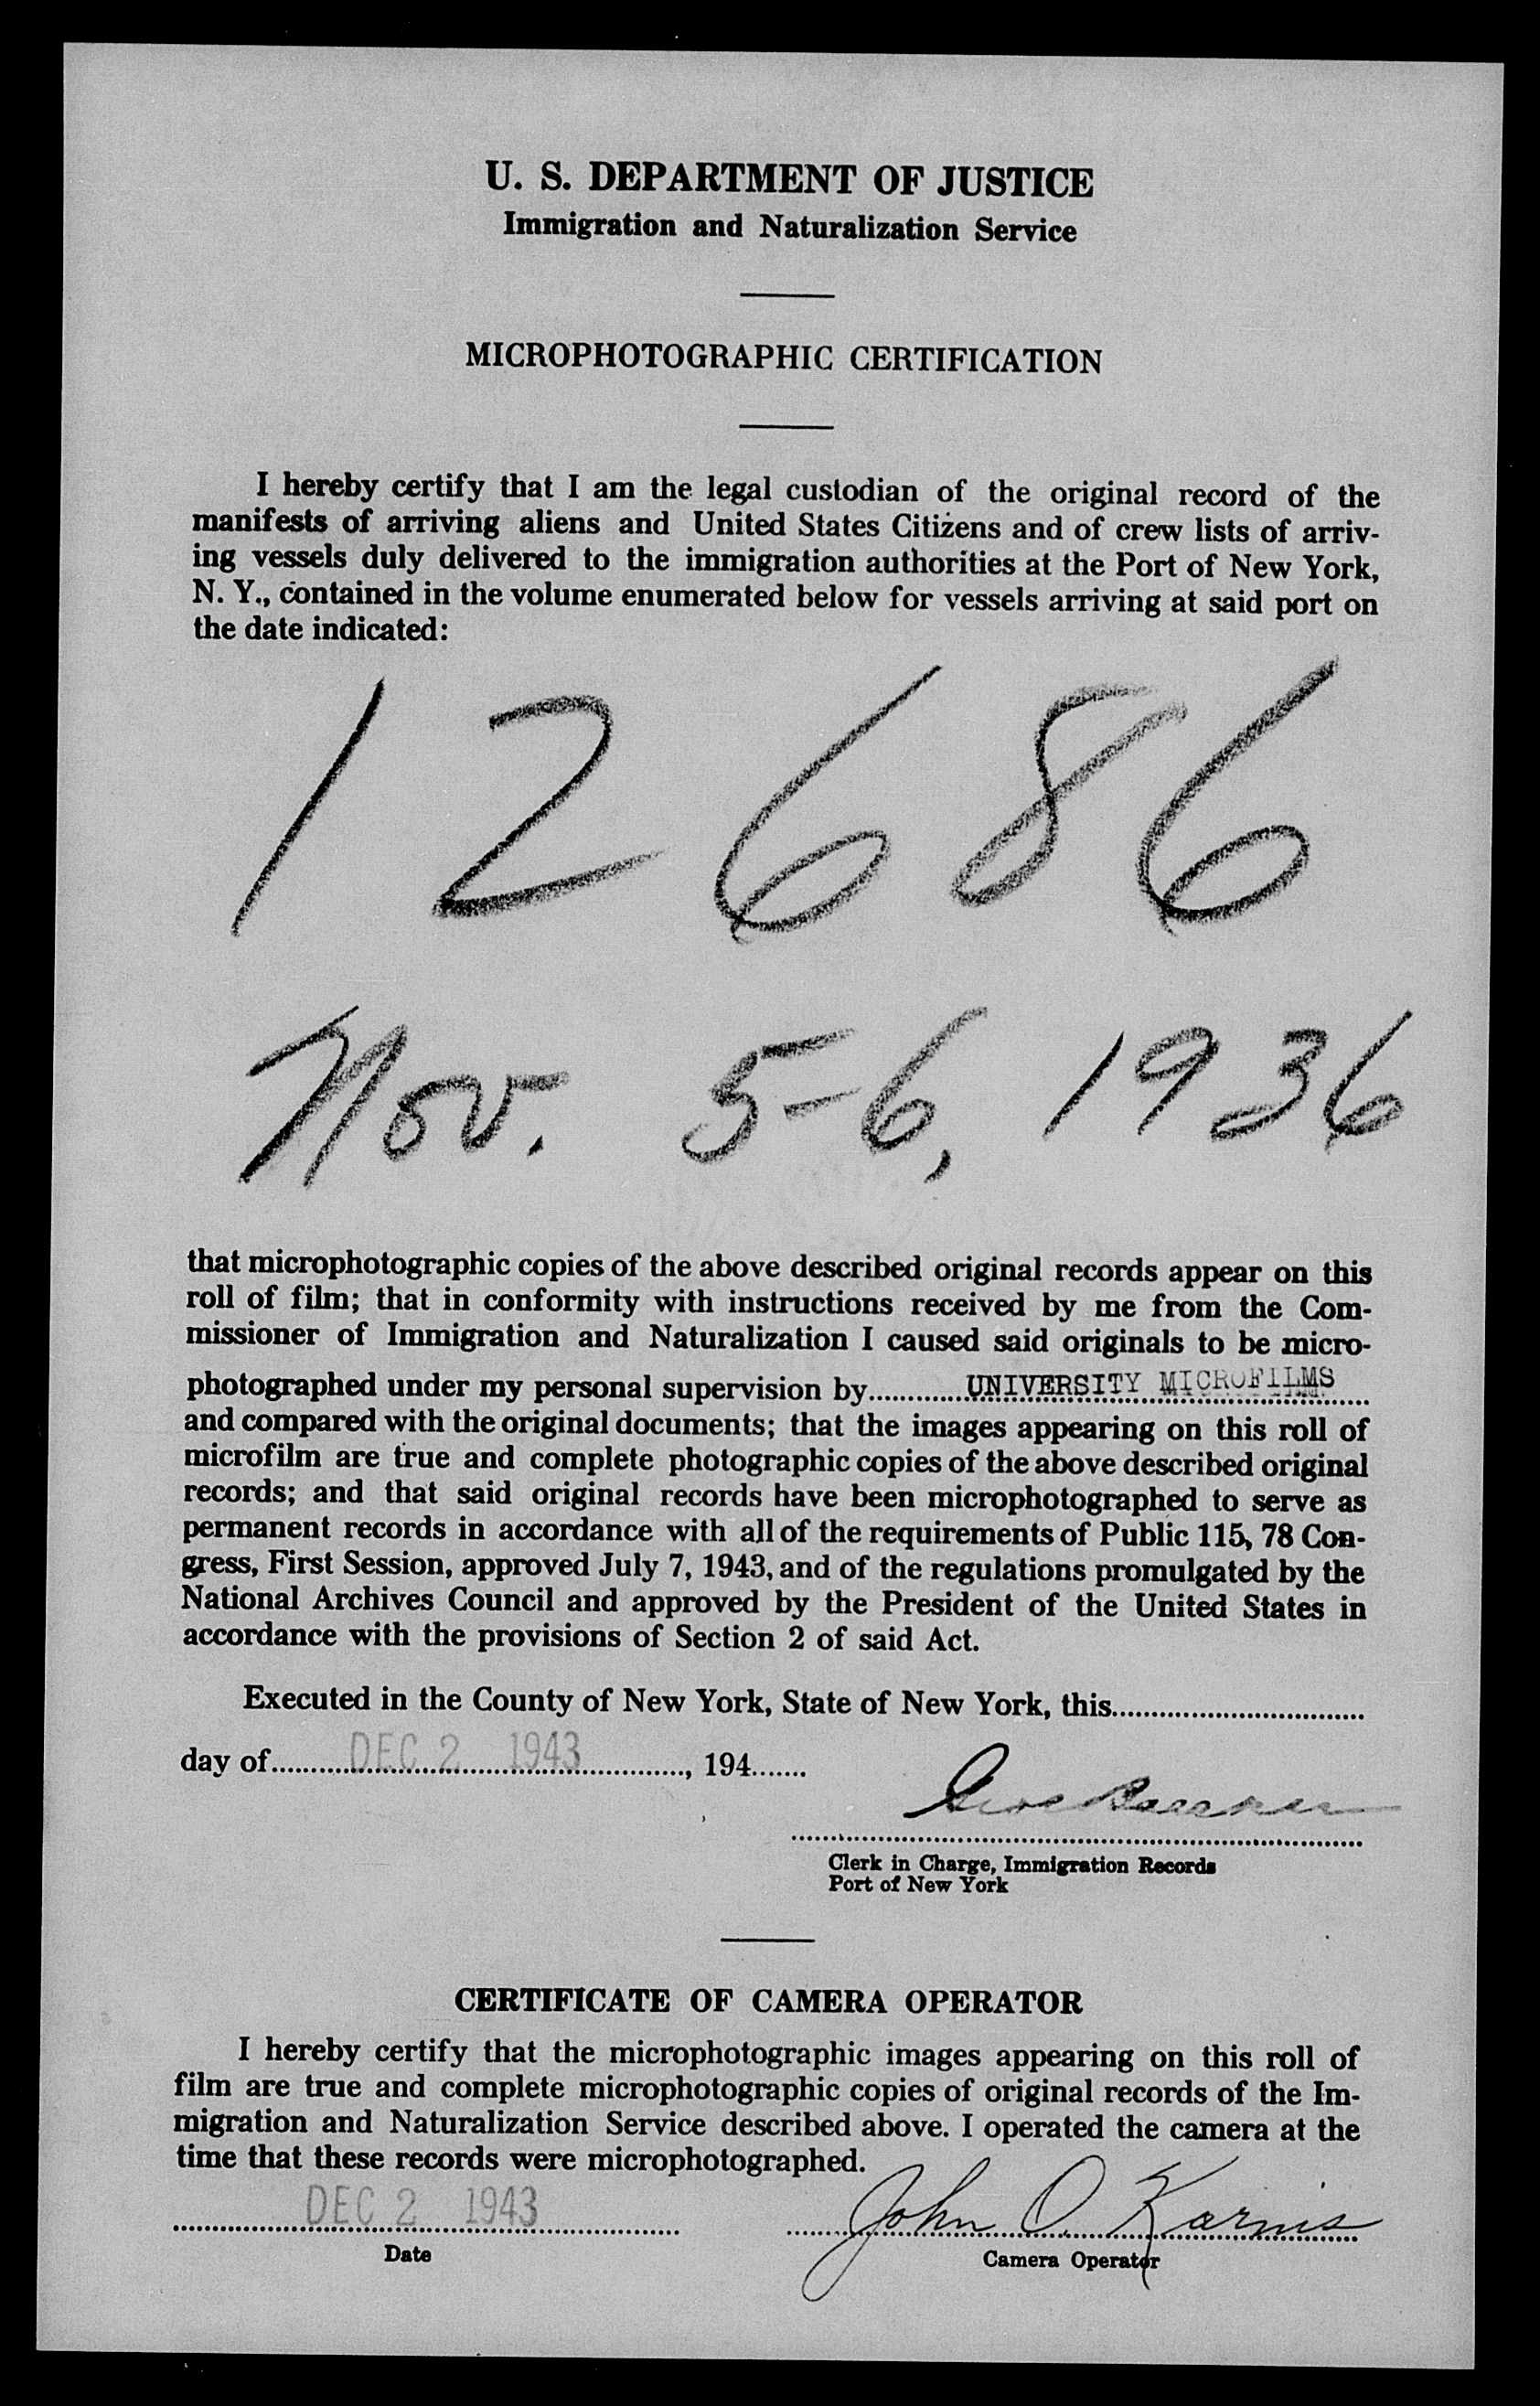 U. S. DEPARTMENT OF JUSTICE
Immigration and Naturalization Service
MICROPHOTOGRAPHIC CERTIFICATION
I hereby certify that I am the legal custodian of the original record of the
manifests of arriving aliens and United States Citizens and of crew lists of arriv-
ing vessels duly delivered to the immigration authorities at the Port of New York,
N. Y., contained in the volume enumerated below for vessels arriving at said port on
the date indicated:
12686
Nov. 5-6, 1936
that microphotographic copies of the above described original records appear on this
roll of film; that in conformity with instructions received by me from the Com-
missioner of Immigration and Naturalization I caused said originals to be micro-
photographed under my personal supervision by............UNIVERSITY MICROFILMS
and compared with the original documents; that the images appearing on this roll of
microfilm are true and complete photographic copies of the above described original
records; and that said original records have been microphotographed to serve as
permanent records in accordance with all of the requirements of Public 115, 78 Con-
gress, First Session, approved July 7, 1943, and of the regulations promulgated by the
National Archives Council and approved by the President of the United States in
accordance with the provisions of Section 2 of said Act.
Executed in the County of New York, State of New York, this................................
day of..........DEC 2 1943............., 194.......
Clerk in Charge, Immigration Records
Port of New York
CERTIFICATE OF CAMERA OPERATOR
I hereby certify that the microphotographic images appearing on this roll of
film are true and complete microphotographic copies of original records of the Im-
migration and Naturalization Service described above. I operated the camera at the
time that these records were microphotographed.
DEC 2 1943 John O. Karnis
Date Camera Operator